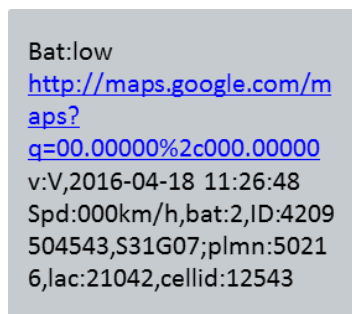 Bat:low
http://maps.google.com/m
aps?
q=00.00000%2c000.00000
v:V,2016-04-18 11:26:48
Spd:000km/h,bat:2,ID:4209
504543,S31G07;plmn:5021
6,lac:21042,cellid:12543